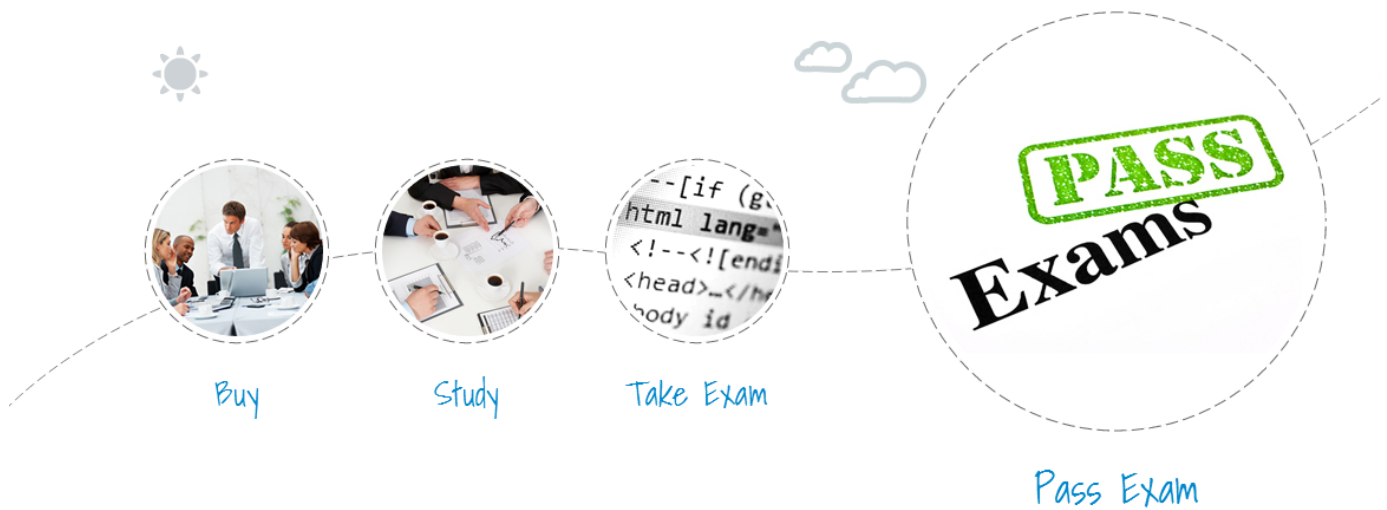 --[if (g
html lang="
<!--<![endi
<head>…</he
body id
PASS
Exams
Buy
Study
Take Exam
Pass Exam